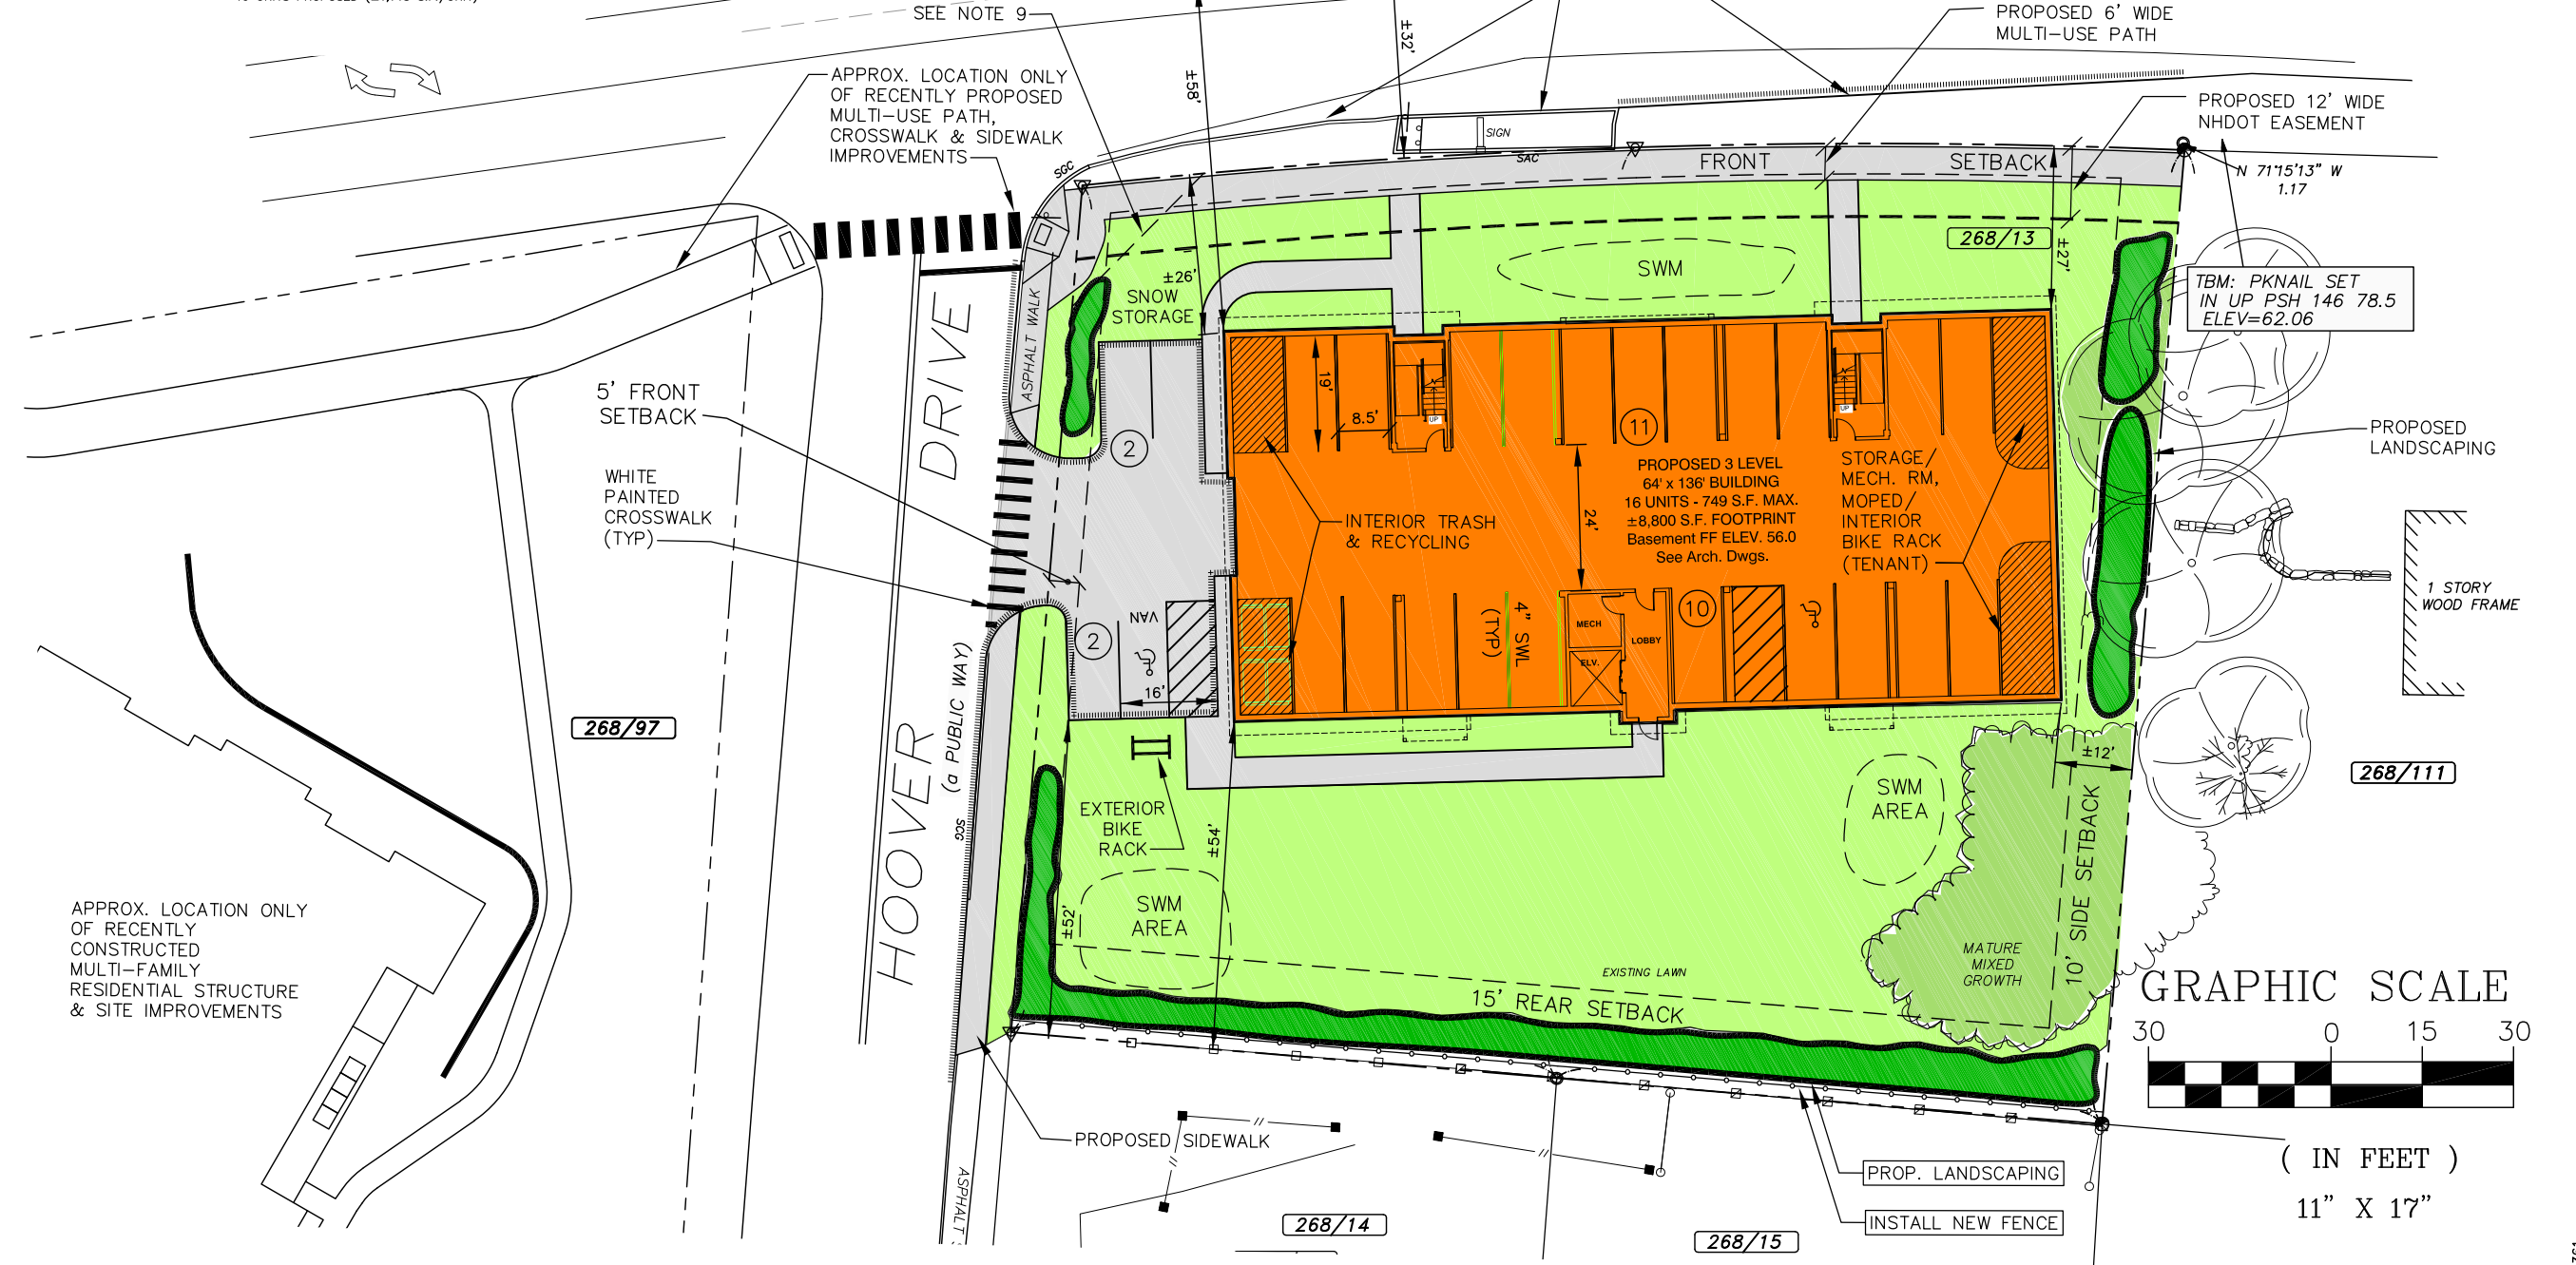 SEE NOTE 9
±58'
±32'
PROPOSED 6' WIDE
MULTI-USE PATH
APPROX. LOCATION ONLY
OF RECENTLY PROPOSED
MULTI-USE PATH,
CROSSWALK & SIDEWALK
IMPROVEMENTS
PROPOSED 12' WIDE
NHDOT EASEMENT
SIGN
SAC
SGC
FRONT SETBACK
N 71°15'13" W
1.17
268/13
±27'
SWM
±26'
SNOW
STORAGE
TBM: PKNAIL SET
IN UP PSH 146 78.5
ELEV=62.06
ASPHALT WALK
HOOVER DRIVE
(a PUBLIC WAY)
5' FRONT
SETBACK
WHITE
PAINTED
CROSSWALK
(TYP)
2
19'
8.5'
UP
11
UP
PROPOSED
LANDSCAPING
PROPOSED 3 LEVEL
64' x 136' BUILDING
16 UNITS - 749 S.F. MAX.
±8,800 S.F. FOOTPRINT
Basement FF ELEV. 56.0
See Arch. Dwgs.
STORAGE/
MECH. RM,
MOPED/
INTERIOR
BIKE RACK
(TENANT)
INTERIOR TRASH
& RECYCLING
24'
1 STORY
WOOD FRAME
2
VAN
16'
4" SWL
(TYP)
MECH
LOBBY
ELV.
10
268/97
268/111
±12'
EXTERIOR
BIKE
RACK
±54'
±52'
SCG
SWM
AREA
SWM
AREA
10' SIDE SETBACK
MATURE
MIXED
GROWTH
EXISTING LAWN
15' REAR SETBACK
APPROX. LOCATION ONLY
OF RECENTLY
CONSTRUCTED
MULTI-FAMILY
RESIDENTIAL STRUCTURE
& SITE IMPROVEMENTS
GRAPHIC SCALE
30 0 15 30
( IN FEET )
11" X 17"
PROPOSED SIDEWALK
ASPHALT
PROP. LANDSCAPING
INSTALL NEW FENCE
268/14
268/15